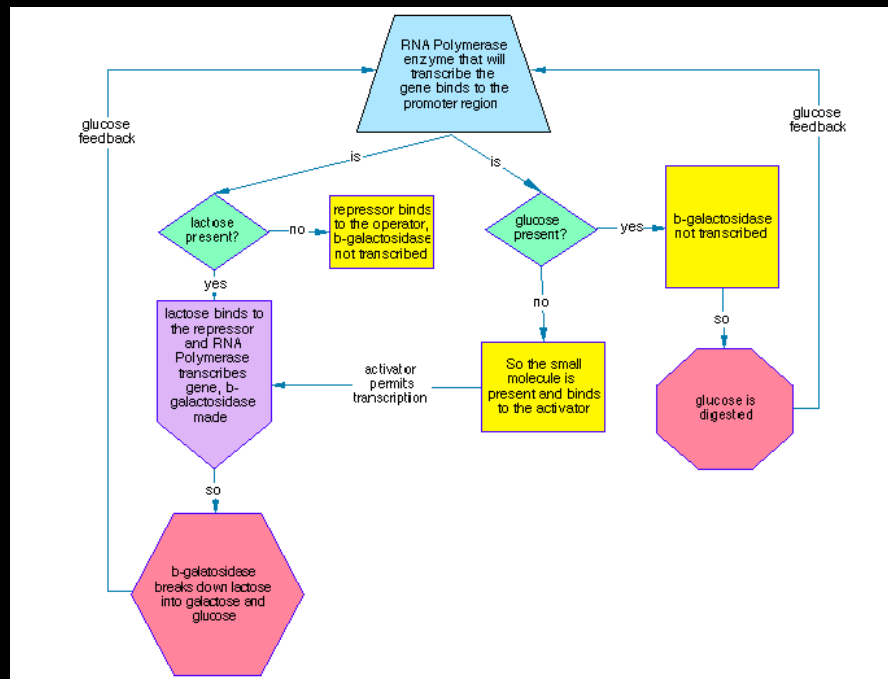 RNA Polymerase
enzyme that will
transcribe the
gene binds to the
promoter region
glucose
feedback
glucose
feedback
is
is
lactose
present?
no
repressor binds
to the operator,
b-galactosidase
not transcribed
glucose
present?
yes
b-galactosidase
not transcribed
yes
no
so
lactose binds to
the repressor
and RNA
Polymerase
transcribes
gene, b-
galactosidase
made
activator
permits
transcription
So the small
molecule is
present and binds
to the activator
glucose is
digestied
so
b-galatosidase
breaks down lactose
into galactose and
glucose